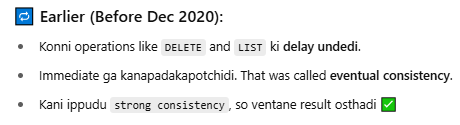 🔁 Earlier (Before Dec 2020):
• Konni operations like DELETE and LIST ki delay undedi.
• Immediate ga kanapadakapotchidi. That was called eventual consistency.
• Kani ippudu strong consistency, so ventane result osthadi ✅